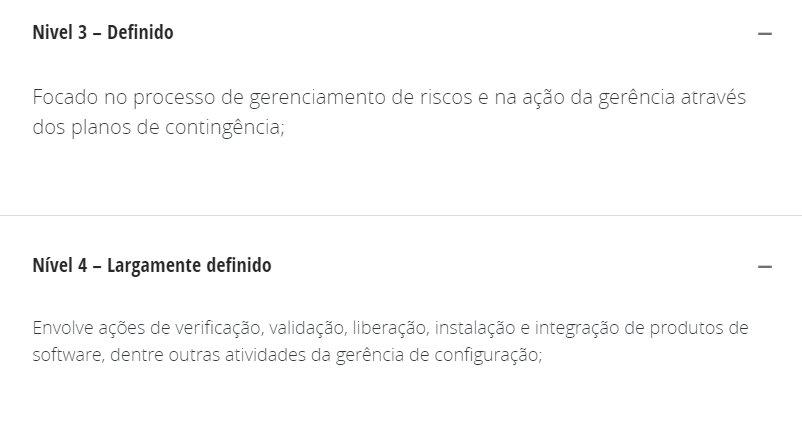 Nivel 3 – Definido
Focado no processo de gerenciamento de riscos e na ação da gerência através
dos planos de contingência;
Nível 4 – Largamente definido
Envolve ações de verificação, validação, liberação, instalação e integração de produtos de
software, dentre outras atividades da gerência de configuração;